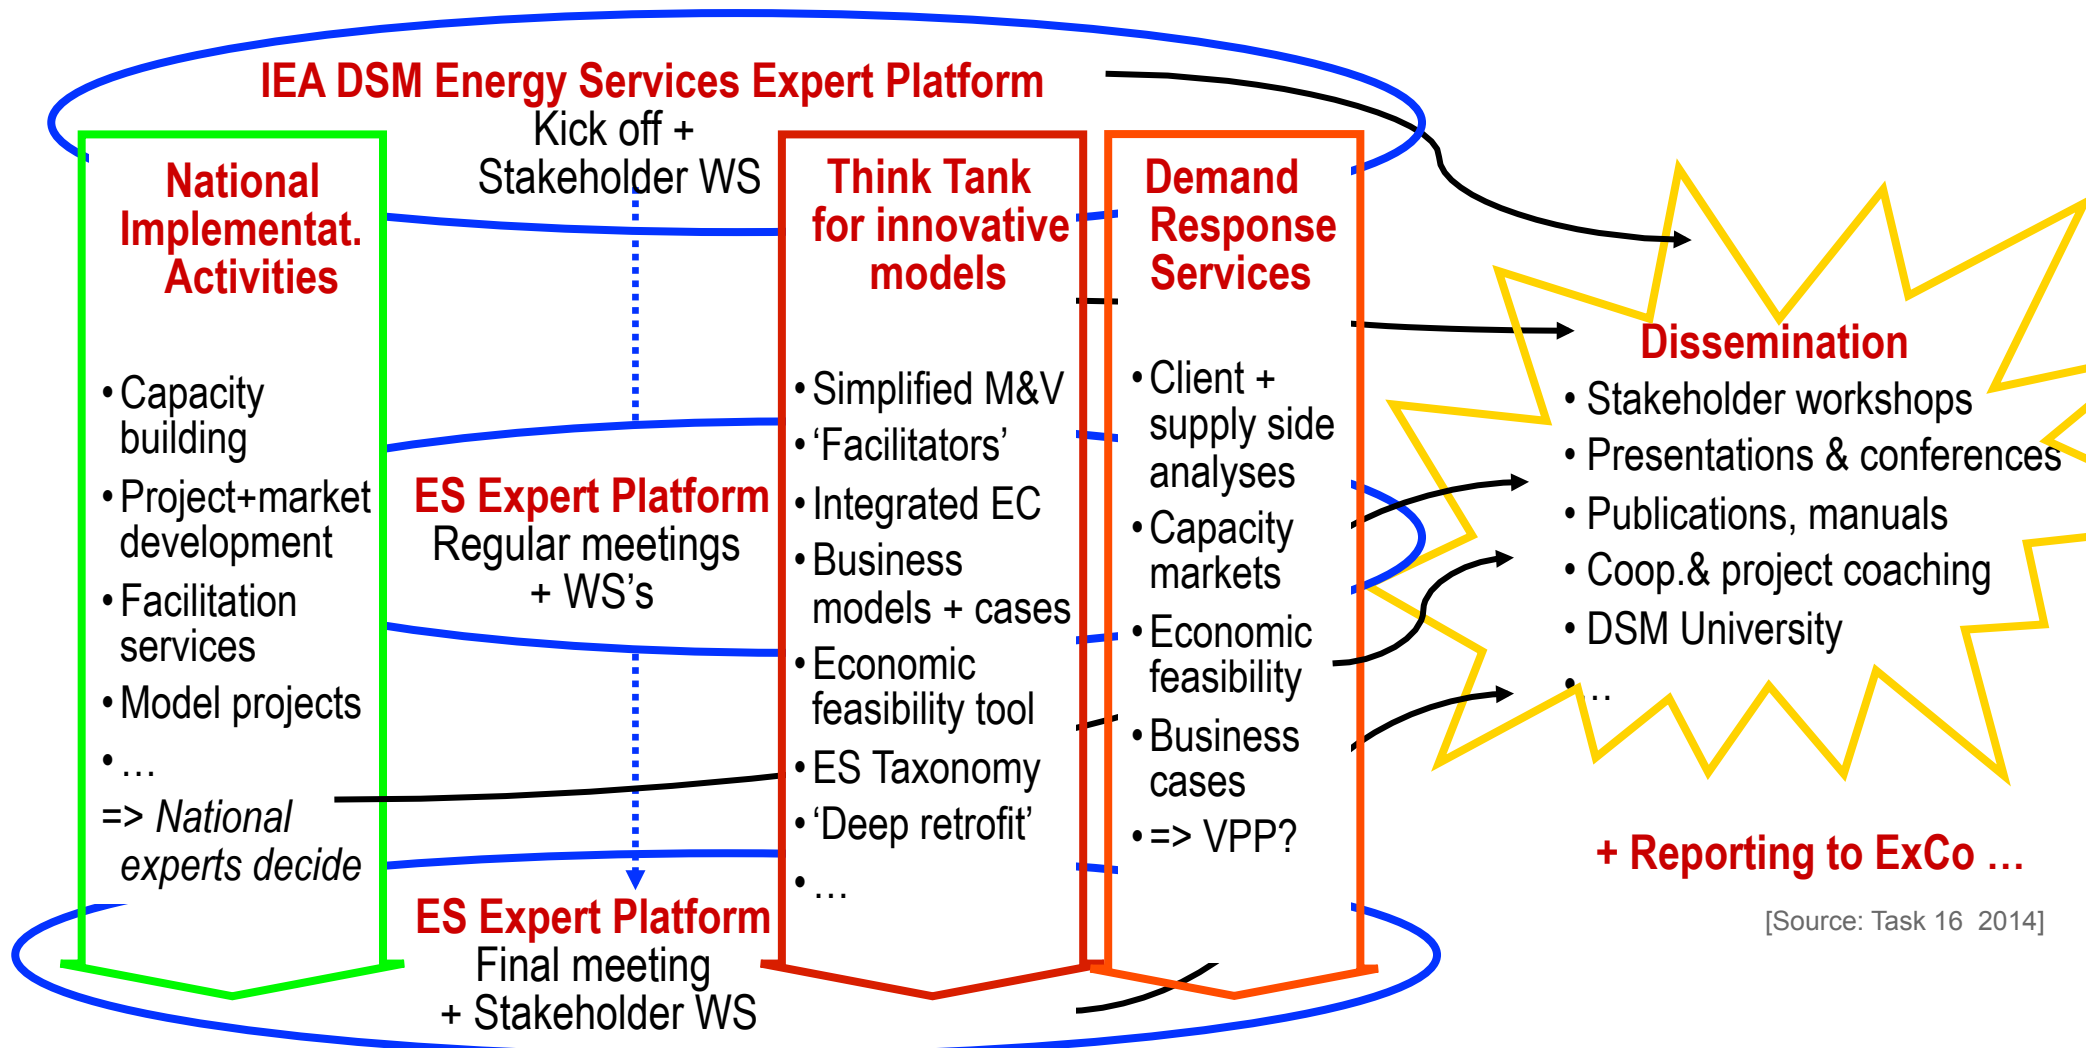 IEA DSM Energy Services Expert Platform
Kick off +
Stakeholder WS
National
Implementat.
Activities
• Capacity
building
• Project+market
development
• Facilitation
services
• Model projects
• …
=> National
experts decide
ES Expert Platform
Regular meetings
+ WS’s
ES Expert Platform
Final meeting
+ Stakeholder WS
Think Tank
for innovative
models
• Simplified M&V
• ‘Facilitators’
• Integrated EC
• Business
models + cases
• Economic
feasibility tool
• ES Taxonomy
• ‘Deep retrofit’
• …
Demand
Response
Services
• Client +
supply side
analyses
• Capacity
markets
• Economic
feasibility
• Business
cases
• => VPP?
Dissemination
• Stakeholder workshops
• Presentations & conferences
• Publications, manuals
• Coop.& project coaching
• DSM University
• …
+ Reporting to ExCo …
[Source: Task 16 2014]